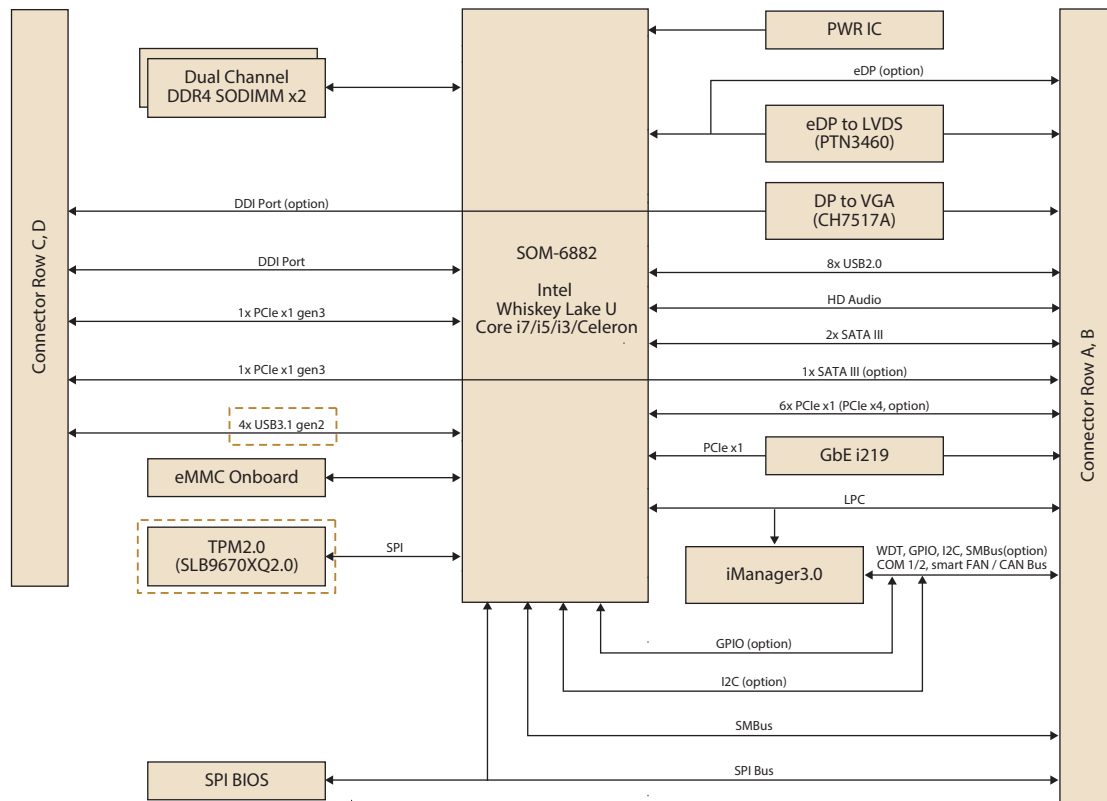 PWR IC
Dual Channel
DDR4 SODIMM x2
eDP (option)
eDP to LVDS
(PTN3460)
DP to VGA
(CH7517A)
DDI Port (option)
DDI Port
1x PCIe x1 gen3
1x PCIe x1 gen3
4x USB3.1 gen2
eMMC Onboard
TPM2.0
(SLB9670XQ2.0)
SPI
Connector Row C, D
SOM-6882
Intel
Whiskey Lake U
Core i7/i5/i3/Celeron
8x USB2.0
HD Audio
2x SATA III
1x SATA III (option)
6x PCIe x1 (PCIe x4, option)
PCIe x1
GbE i219
LPC
iManager3.0
WDT, GPIO, I2C, SMBus(option)
COM 1/2, smart FAN / CAN Bus
Connector Row A, B
GPIO (option)
I2C (option)
SMBus
SPI BIOS
SPI Bus